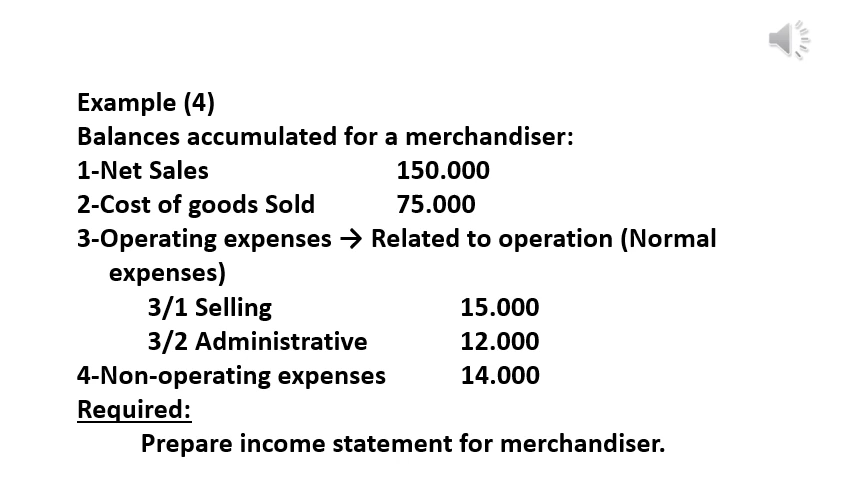 Example (4)
Balances accumulated for a merchandiser:
1-Net Sales 150.000
2-Cost of goods Sold 75.000
3-Operating expenses → Related to operation (Normal
expenses)
3/1 Selling 15.000
3/2 Administrative 12.000
4-Non-operating expenses 14.000
Required:
Prepare income statement for merchandiser.